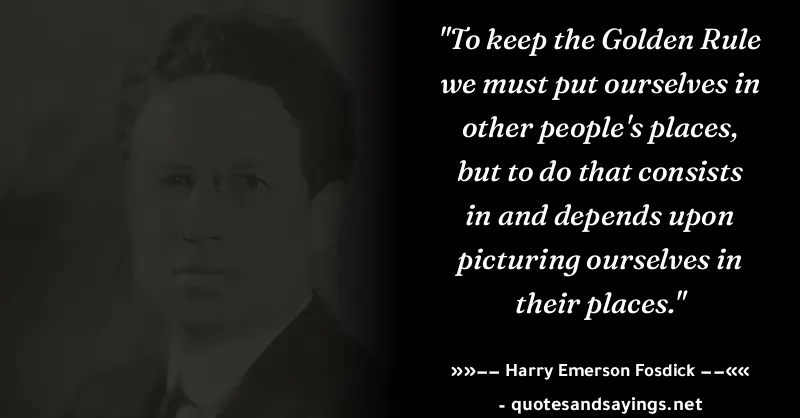 "To keep the Golden Rule
we must put ourselves in
other people's places,
but to do that consists
in and depends upon
picturing ourselves in
their places."
»»−− Harry Emerson Fosdick −−««
- quotesandsayings.net